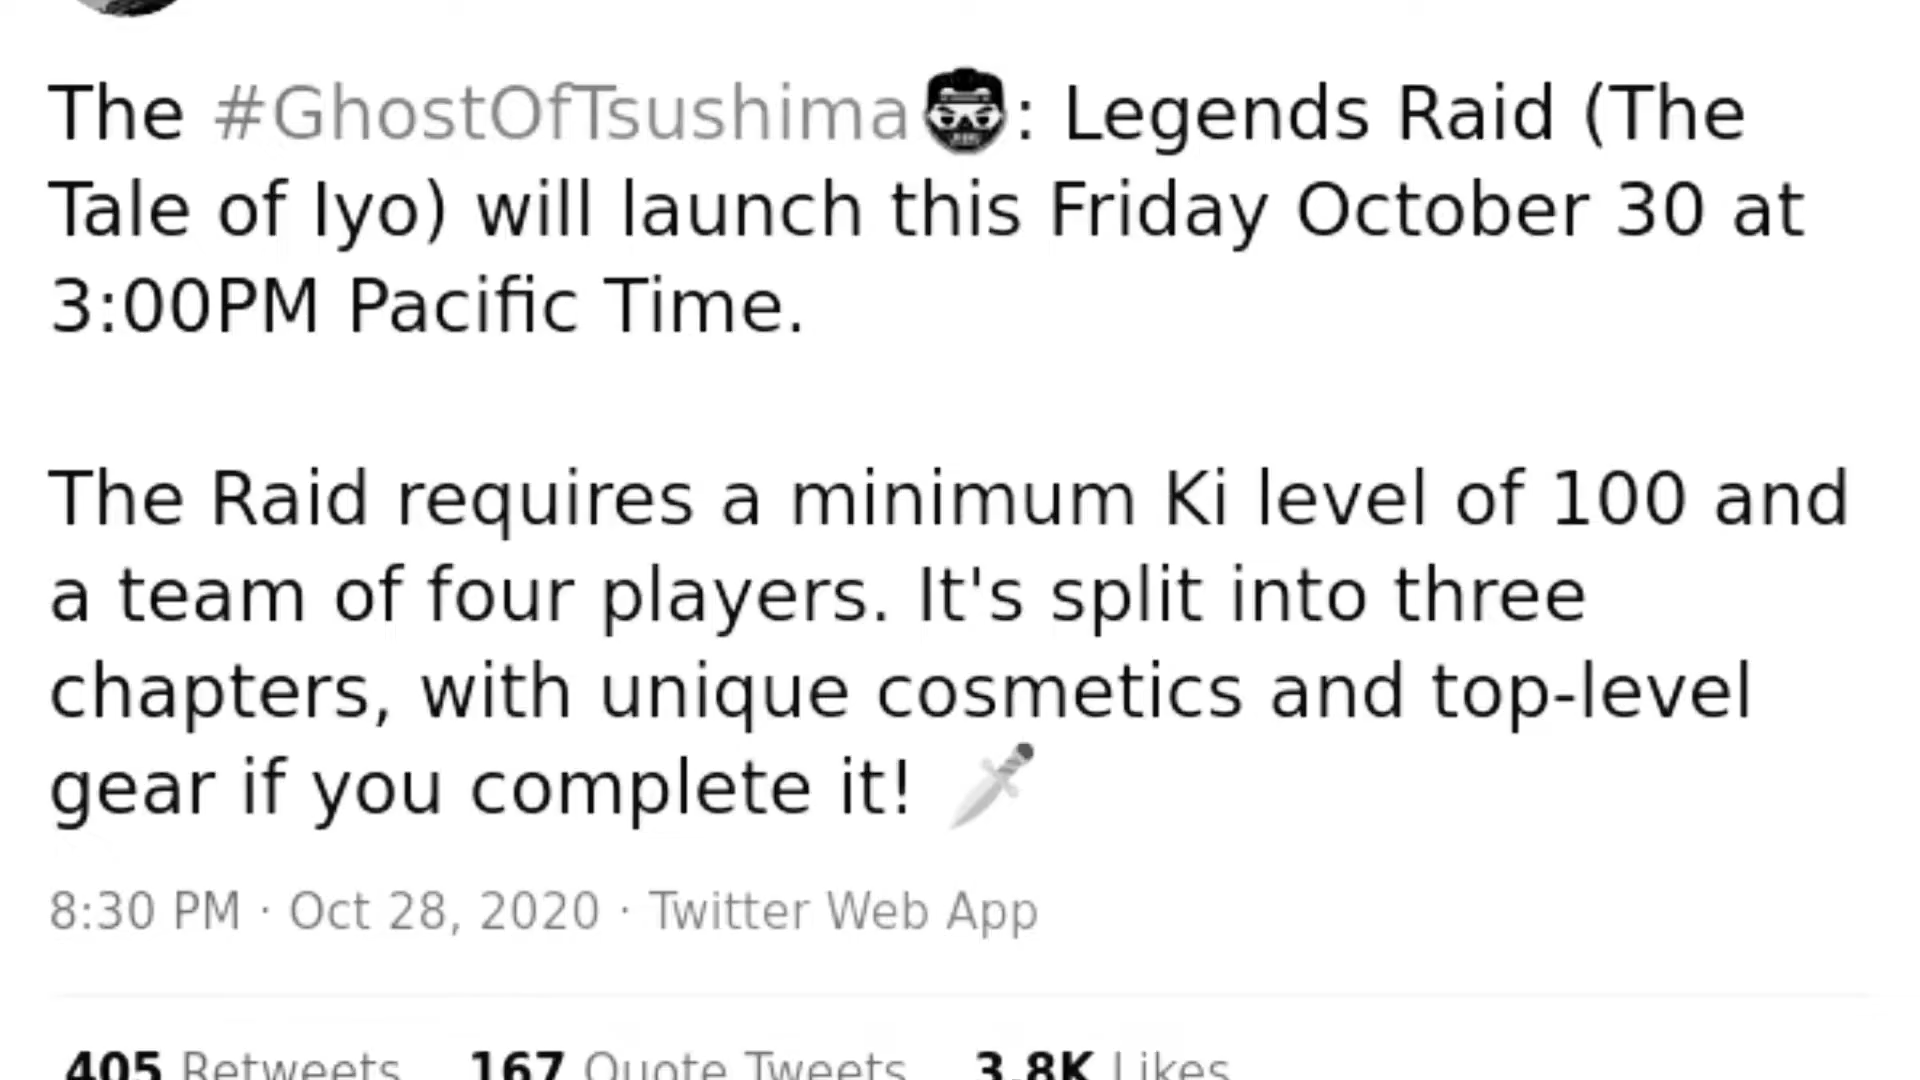 The #GhostOfTsushima: Legends Raid (The
Tale of Iyo) will launch this Friday October 30 at
3:00PM Pacific Time.
The Raid requires a minimum Ki level of 100 and
a team of four players. It's split into three
chapters, with unique cosmetics and top-level
gear if you complete it! 🗡️
8:30 PM · Oct 28, 2020 · Twitter Web App
405 Retweets 167 Quote Tweets 3.8K Likes